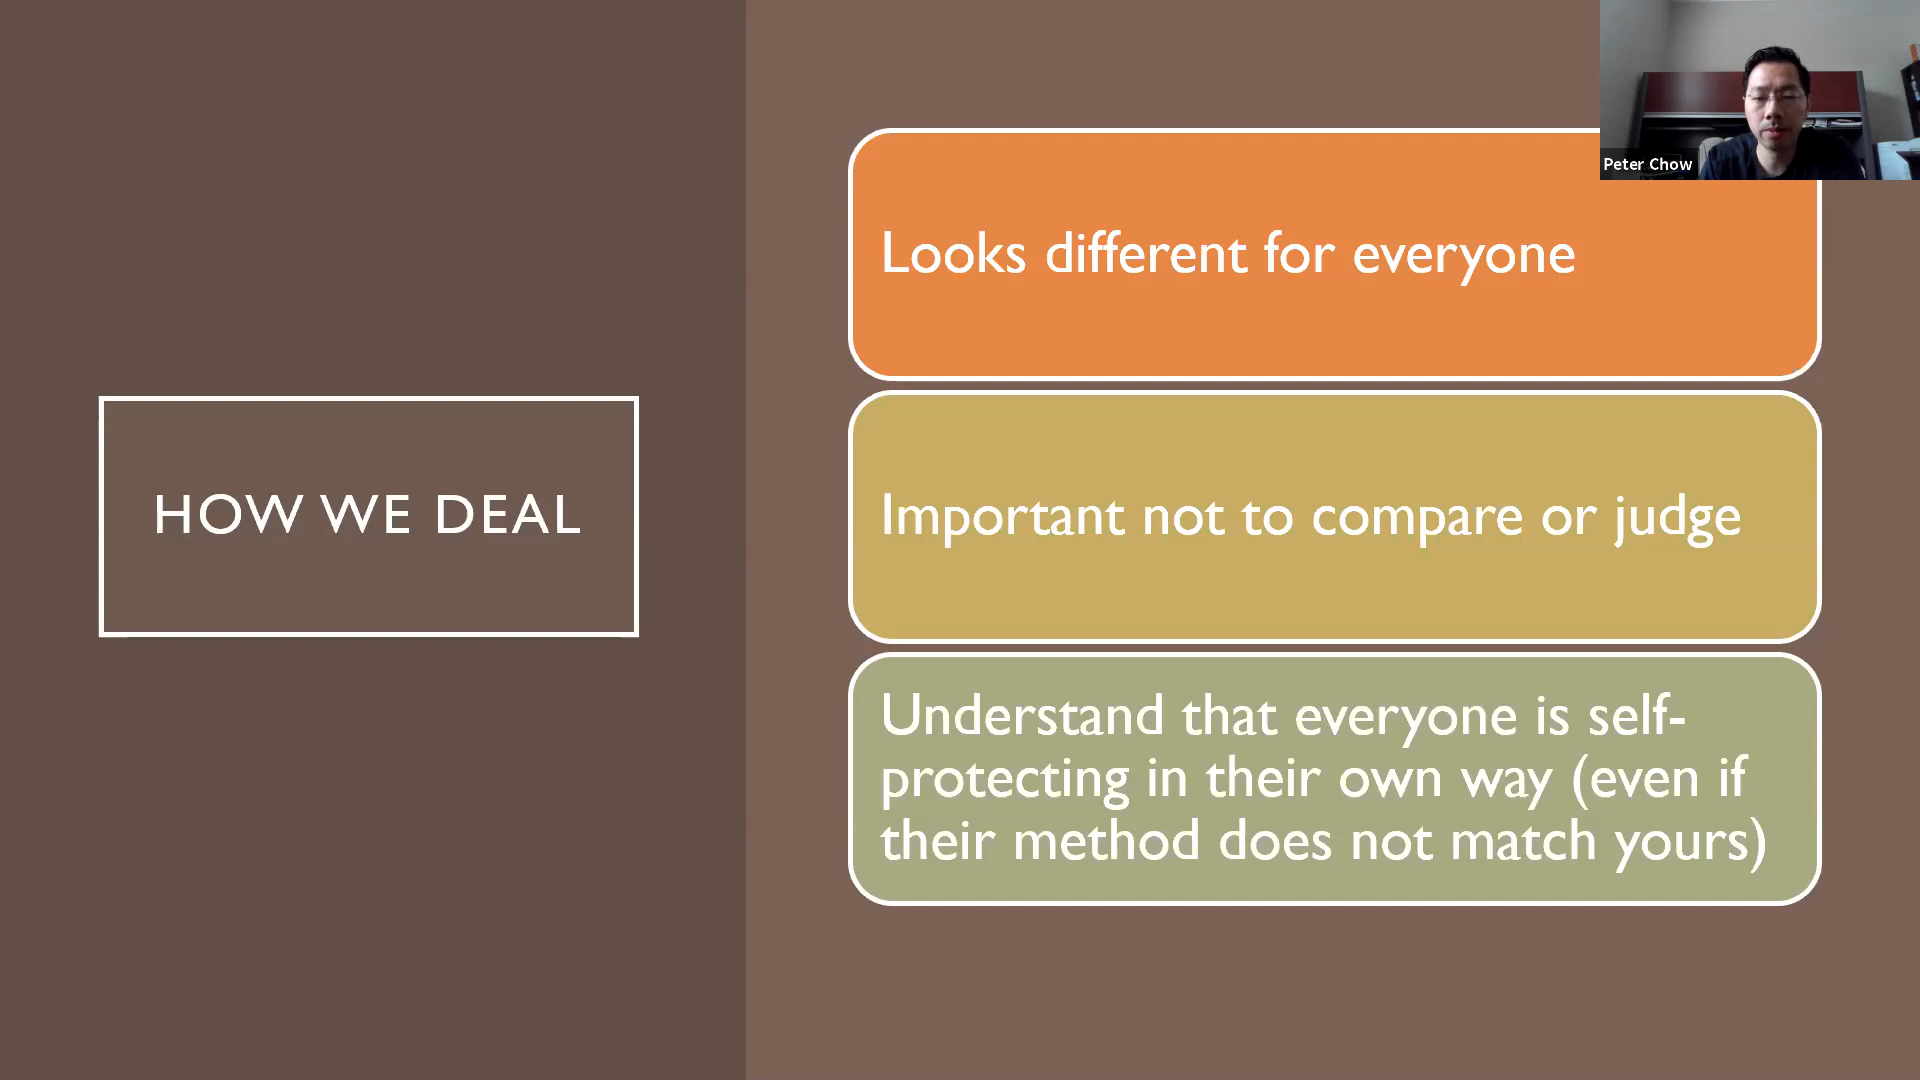 Peter Chow
Looks different for everyone
HOW WE DEAL
Important not to compare or judge
Understand that everyone is self-
protecting in their own way (even if
their method does not match yours)